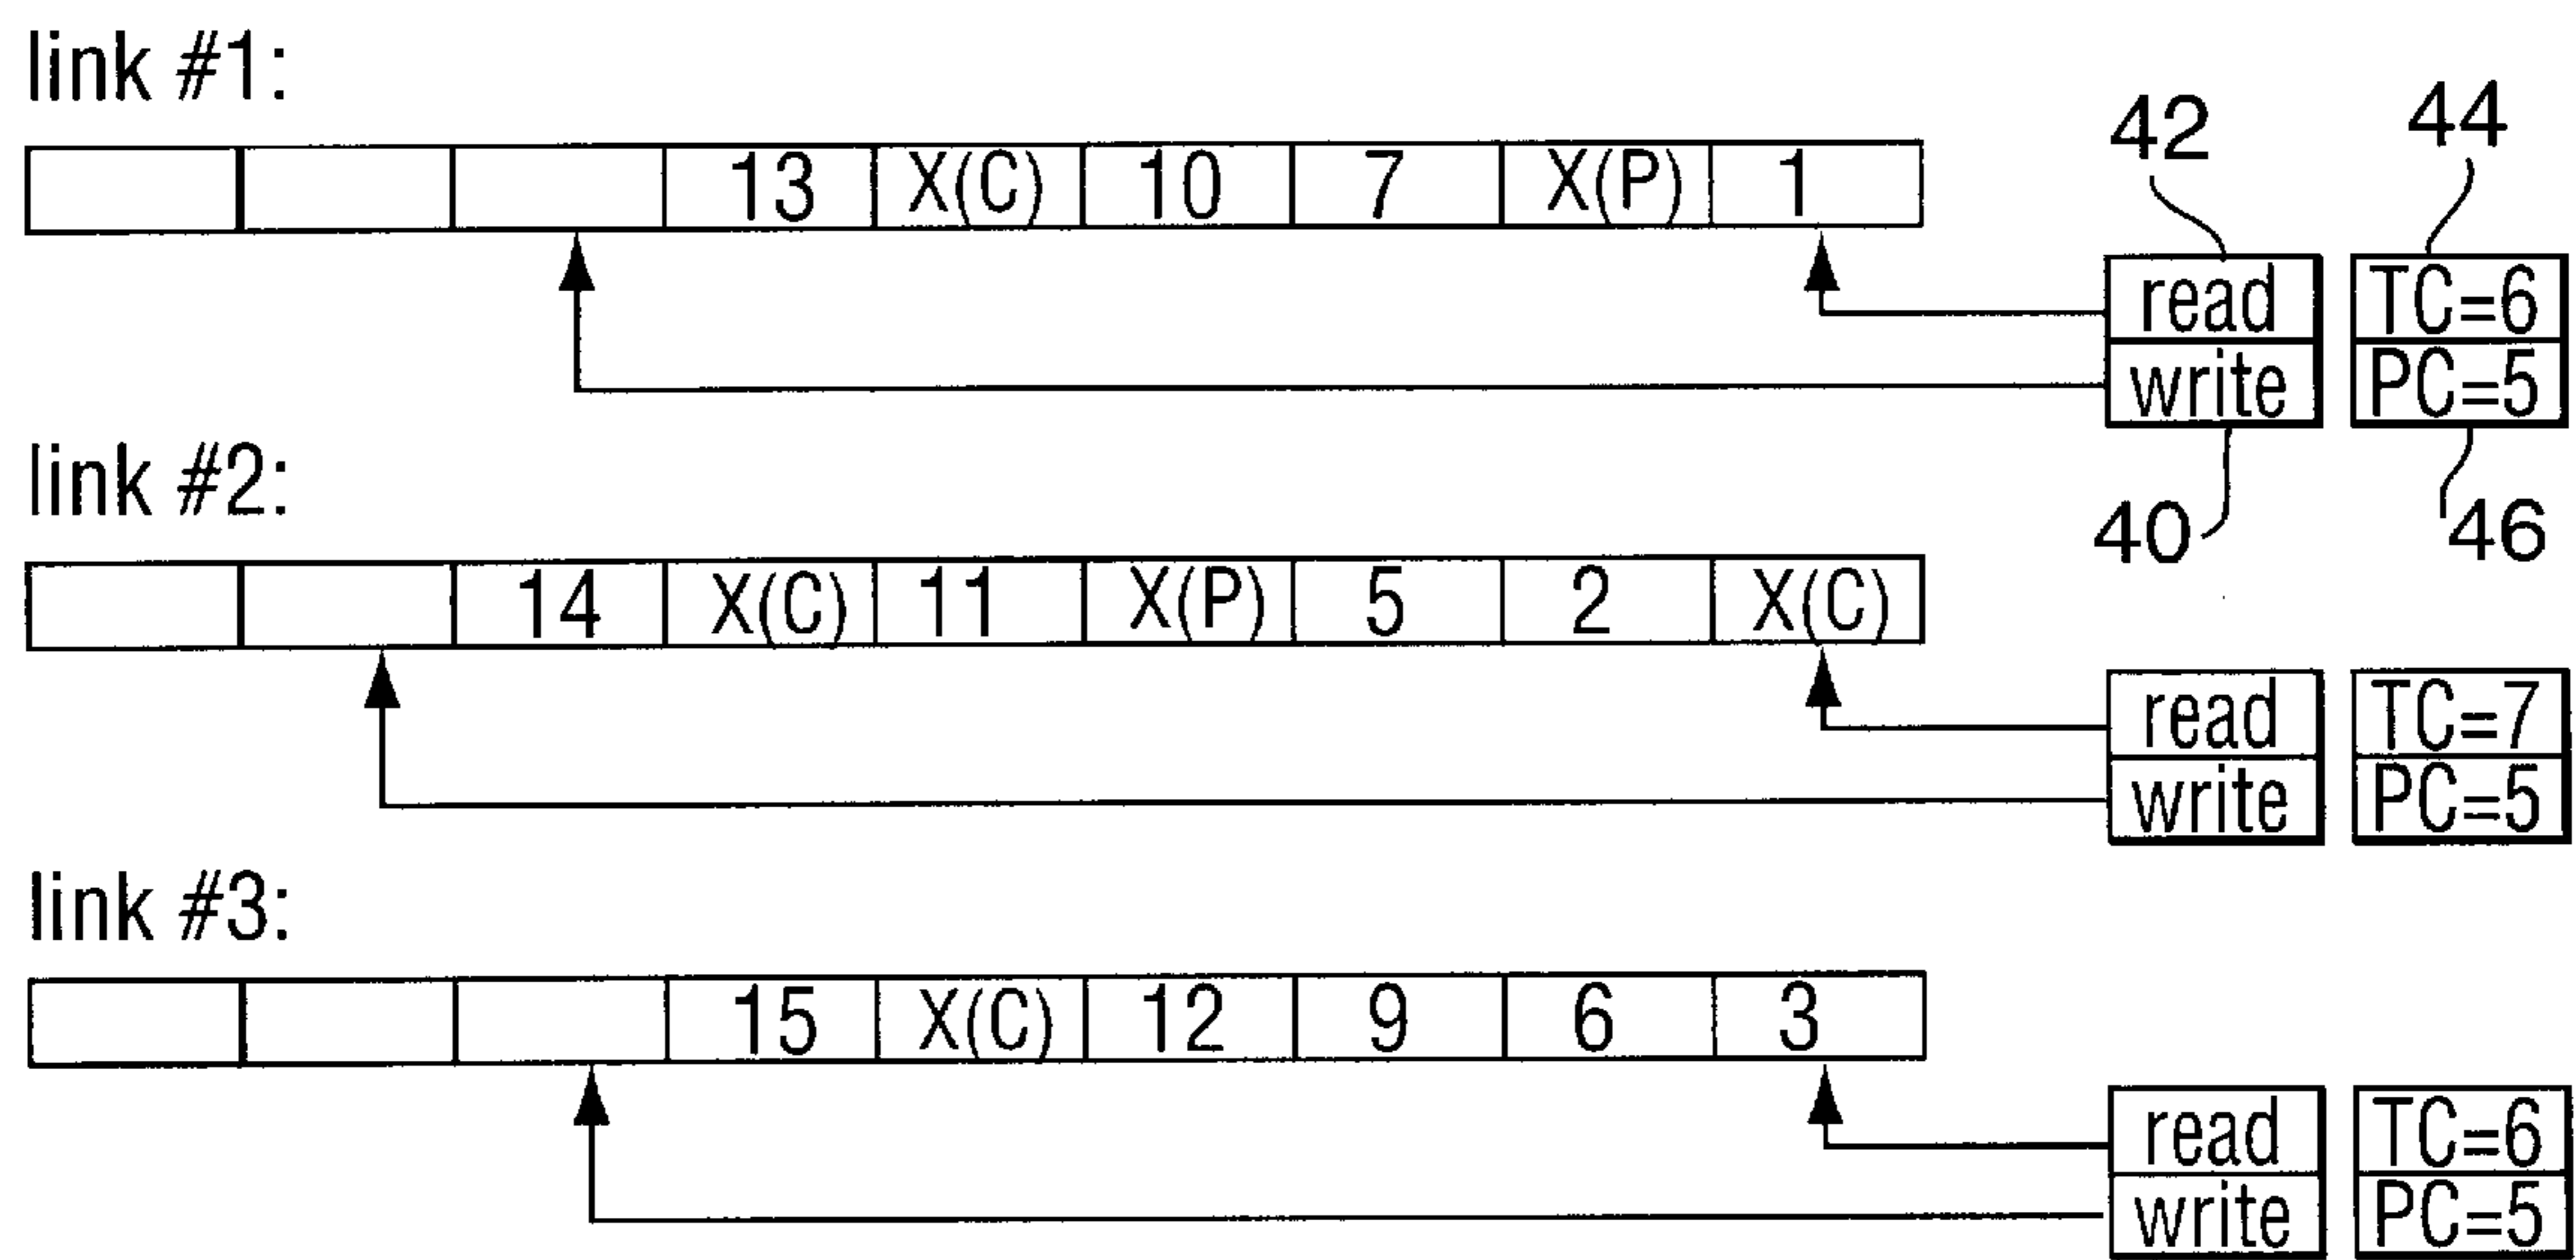 link #1:
42 44
13 X(C) 10 7 X(P) 1
read TC=6
write PC=5
40 46
link #2:
14 X(C) 11 X(P) 5 2 X(C)
read TC=7
write PC=5
link #3:
15 X(C) 12 9 6 3
read TC=6
write PC=5